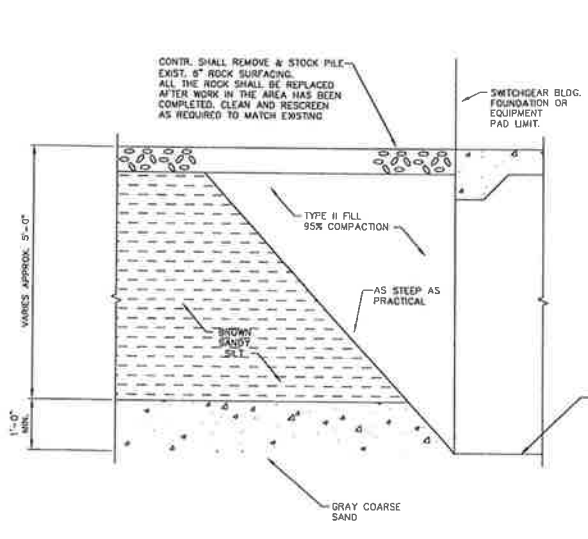 CONTR. SHALL REMOVE & STOCK PILE
EXIST. 6" ROCK SURFACING.
ALL THE ROCK SHALL BE REPLACED
AFTER WORK IN THE AREA HAS BEEN
COMPLETED. CLEAN AND RESCREEN
AS REQUIRED TO MATCH EXISTING
SWITCHGEAR BLDG.
FOUNDATION OR
EQUIPMENT
PAD LIMIT.
TYPE II FILL
95% COMPACTION
AS STEEP AS
PRACTICAL
VARIES APPROX. 5'-0"
BROWN
SANDY
SILT
1'-0"
MIN.
GRAY COARSE
SAND